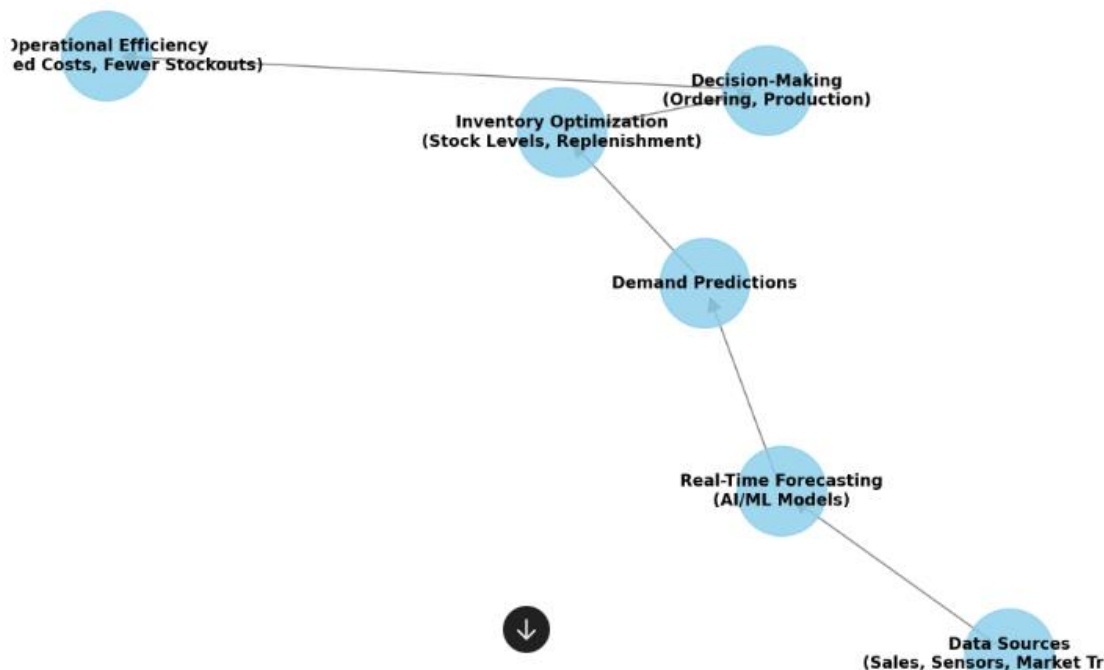 Operational Efficiency
ed Costs, Fewer Stockouts)
Decision-Making
(Ordering, Production)
Inventory Optimization
(Stock Levels, Replenishment)
Demand Predictions
Real-Time Forecasting
(AI/ML Models)
Data Sources
(Sales, Sensors, Market Tr